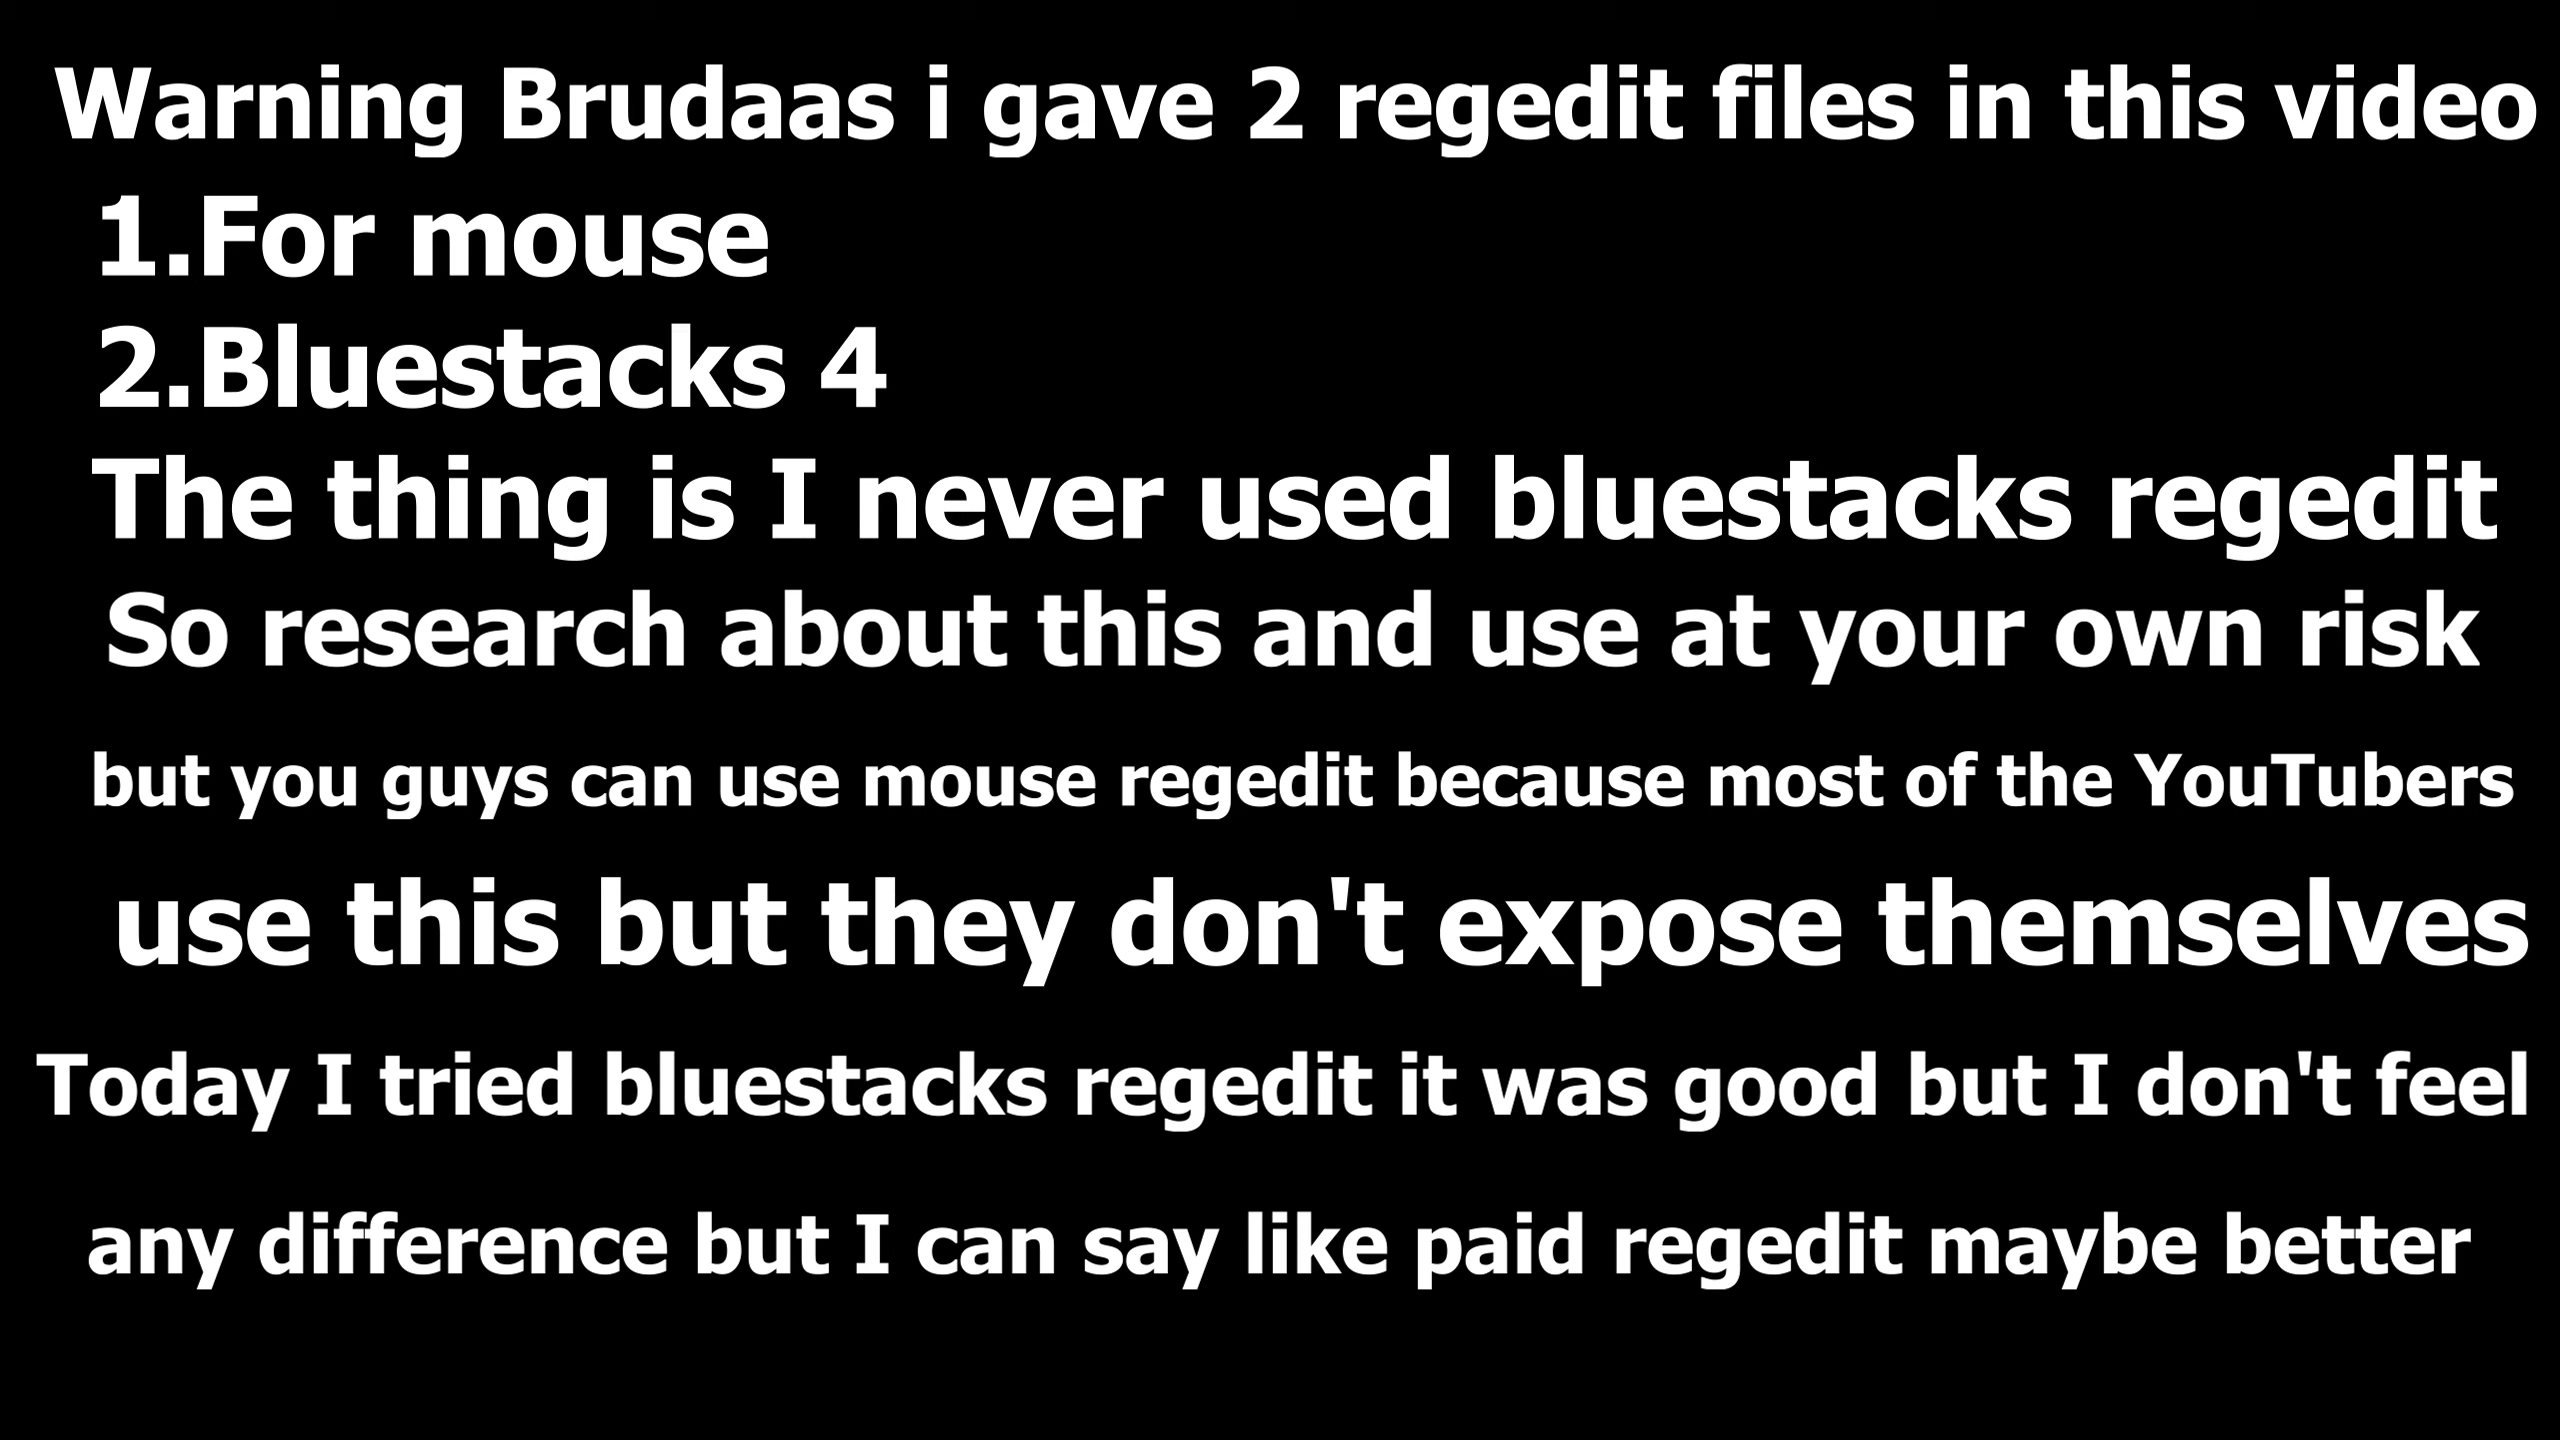 Warning Brudaas i gave 2 regedit files in this video
1.For mouse
2.Bluestacks 4
The thing is I never used bluestacks regedit
So research about this and use at your own risk
but you guys can use mouse regedit because most of the YouTubers
use this but they don't expose themselves
Today I tried bluestacks regedit it was good but I don't feel
any difference but I can say like paid regedit maybe better